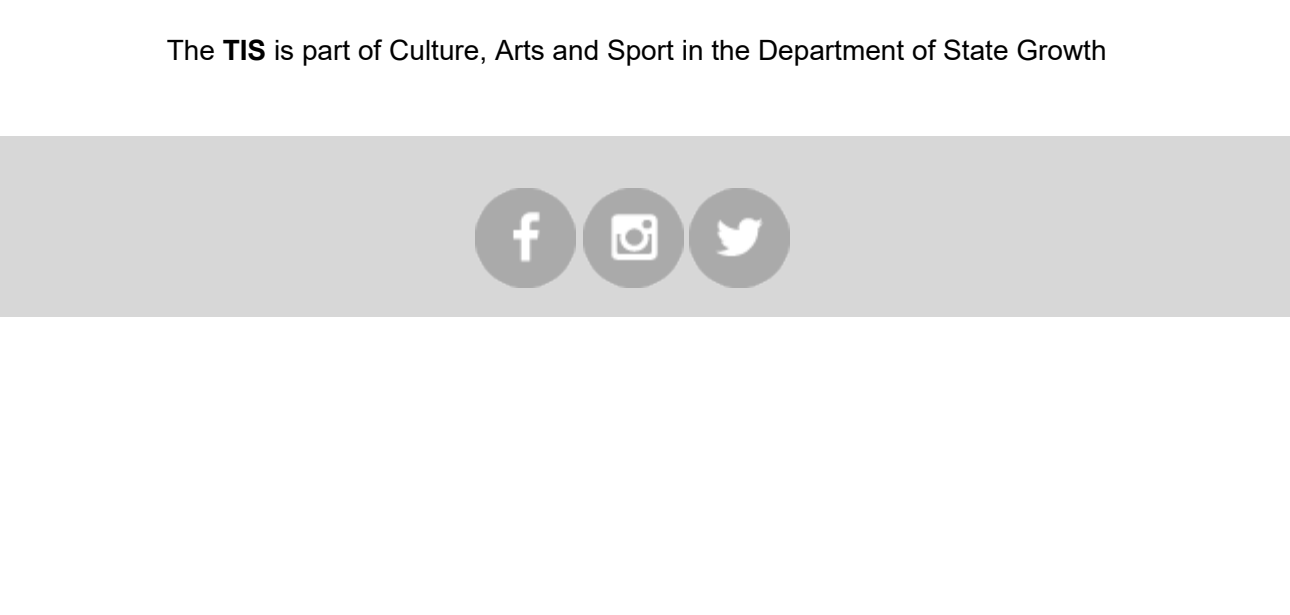 The TIS is part of Culture, Arts and Sport in the Department of State Growth